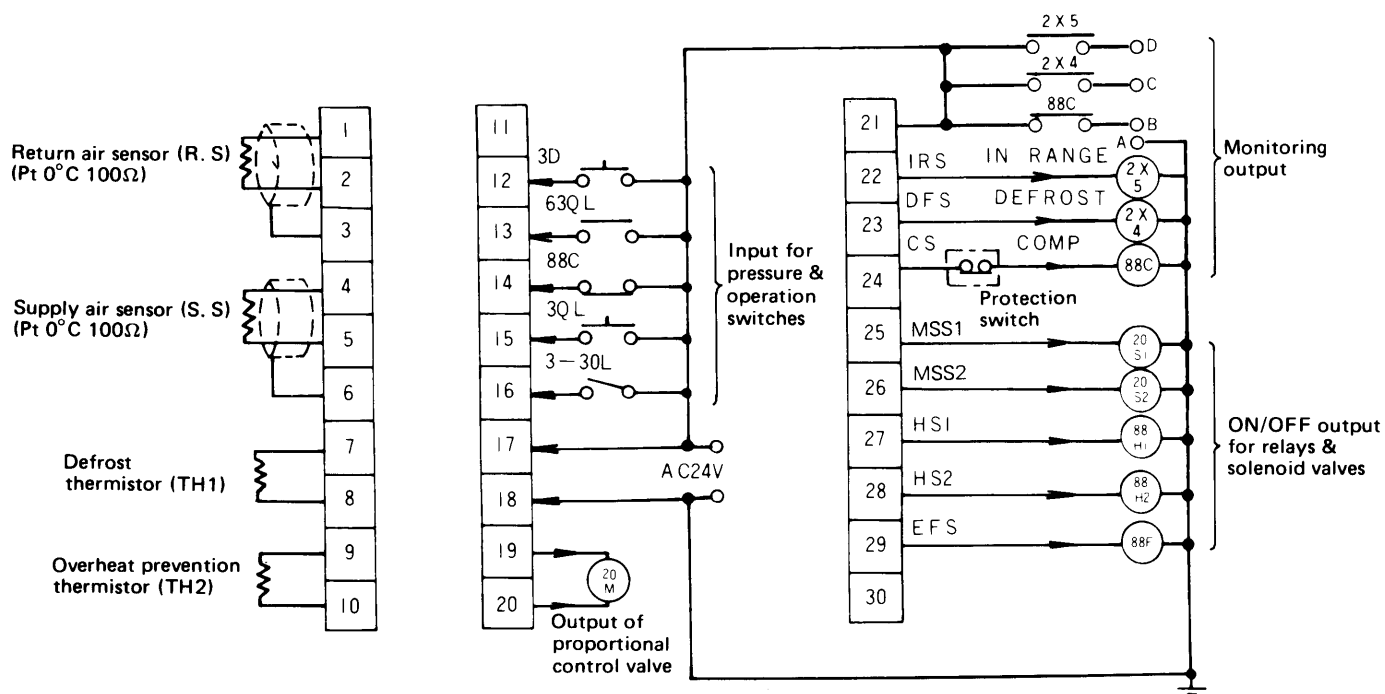 Return air sensor (R. S)
(Pt 0°C 100Ω)
Supply air sensor (S. S)
(Pt 0°C 100Ω)
Defrost
thermistor (TH1)
Overheat prevention
thermistor (TH2)
1
2
3
4
5
6
7
8
9
10
11
12
13
14
15
16
17
18
19
20
3D
63QL
88C
3QL
3-30L
AC24V
20
M
Output of
proportional
control valve
Input for
pressure &
operation
switches
21
22
23
24
25
26
27
28
29
30
2X5
D
2X4
C
88C
B
A
IRS IN RANGE
2X
5
DFS DEFROST
2X
4
CS COMP
88C
Protection
switch
MSS1
20
S1
MSS2
20
S2
HS1
88
H1
HS2
88
H2
EFS
88F
Monitoring
output
ON/OFF output
for relays &
solenoid valves